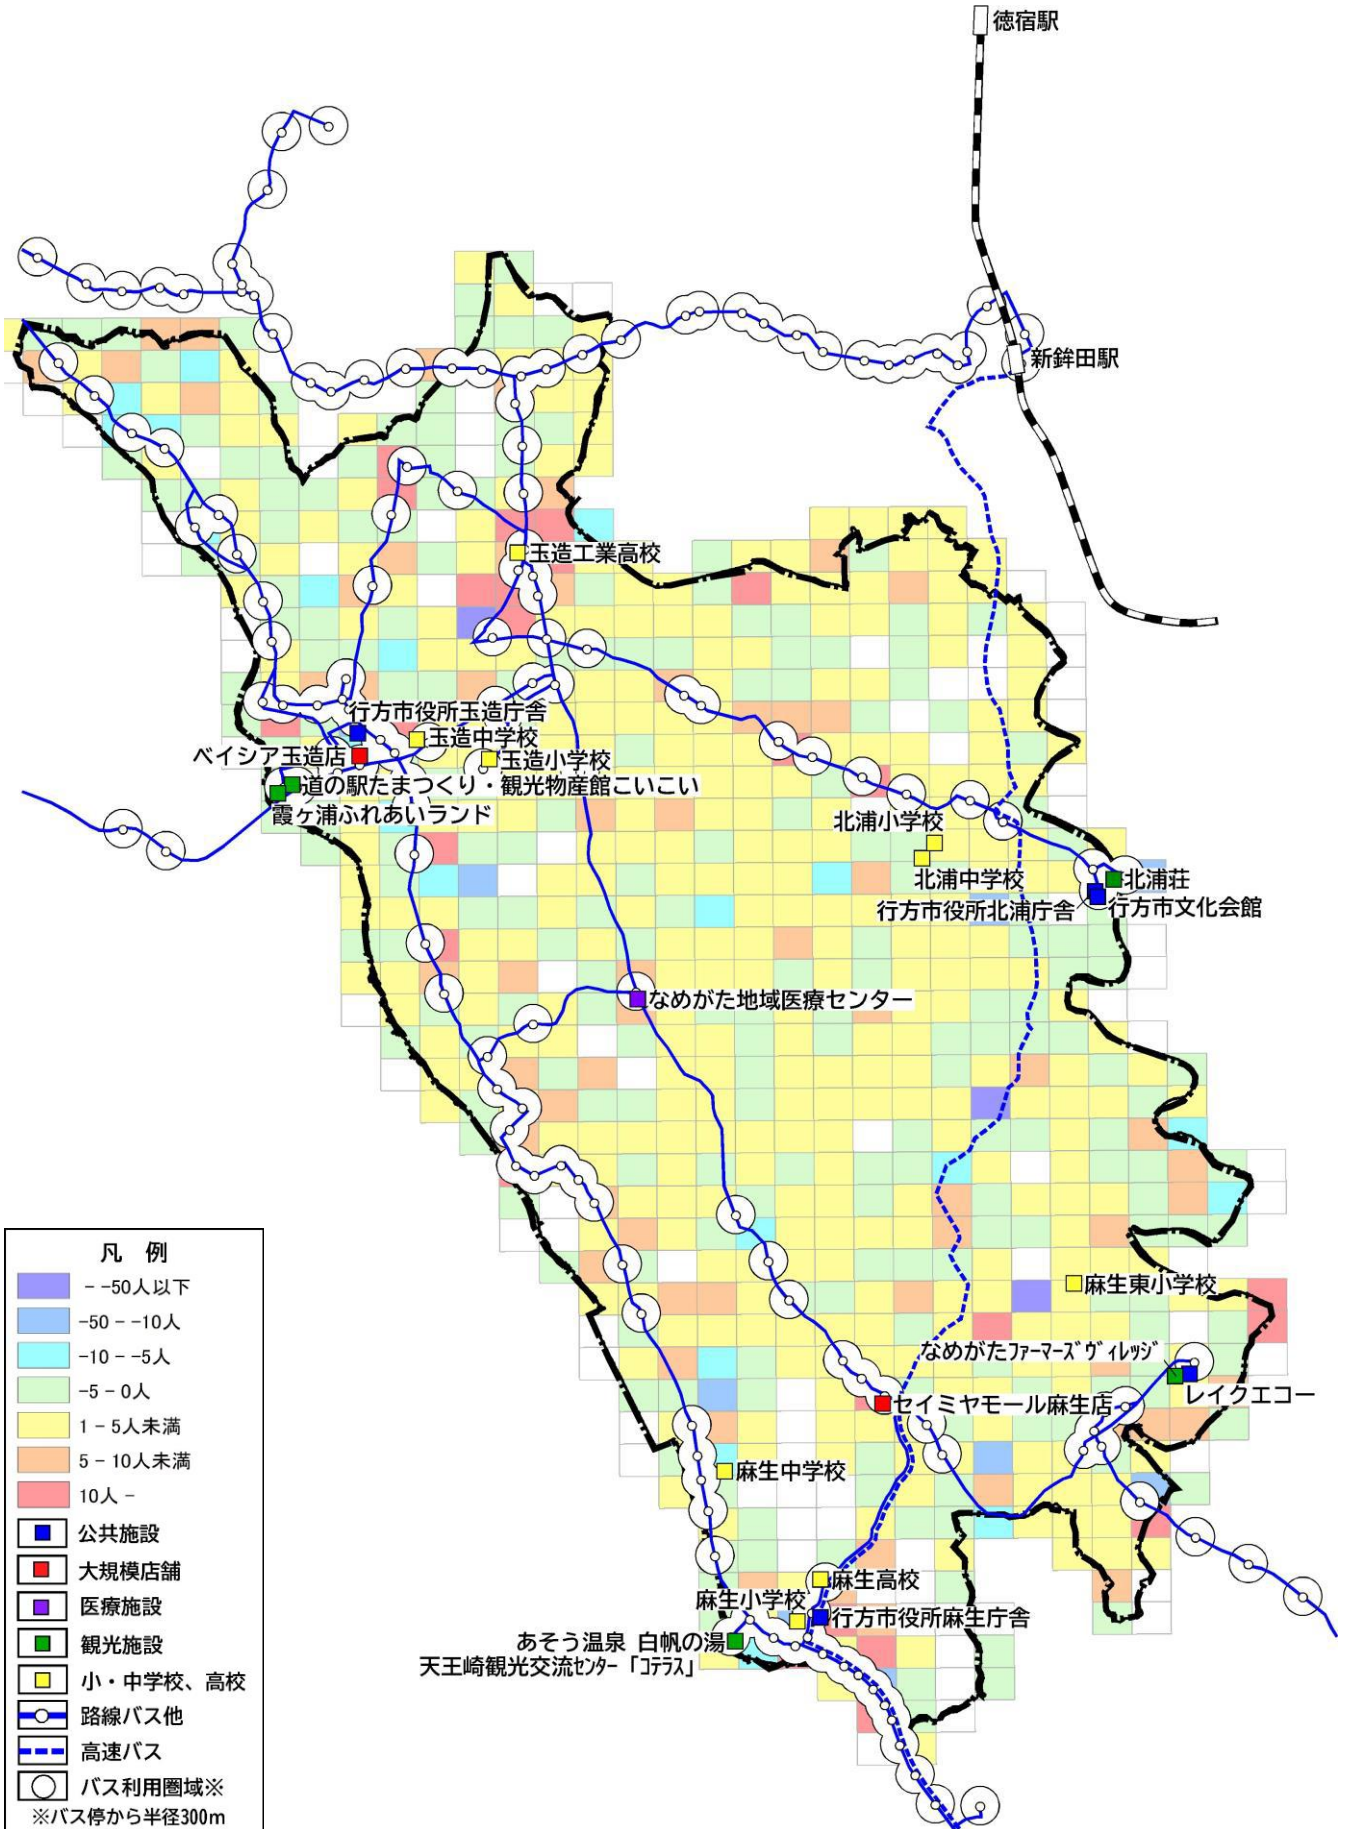 徳宿駅
新鉾田駅
玉造工業高校
行方市役所玉造庁舎
玉造中学校
ベイシア玉造店
玉造小学校
道の駅たまつくり・観光物産館こいこい
霞ヶ浦ふれあいランド
北浦小学校
北浦中学校
北浦荘
行方市役所北浦庁舎
行方市文化会館
なめがた地域医療センター
麻生東小学校
なめがたファーマーズヴィレッジ
レイクエコー
セイミヤモール麻生店
麻生中学校
麻生高校
麻生小学校
行方市役所麻生庁舎
あそう温泉 白帆の湯
天王崎観光交流センター「コテラス」
凡 例
- -50人以下
-50 - -10人
-10 - -5人
-5 - 0人
1 - 5人未満
5 - 10人未満
10人 -
公共施設
大規模店舗
医療施設
観光施設
小・中学校、高校
路線バス他
高速バス
バス利用圏域※
※バス停から半径300m